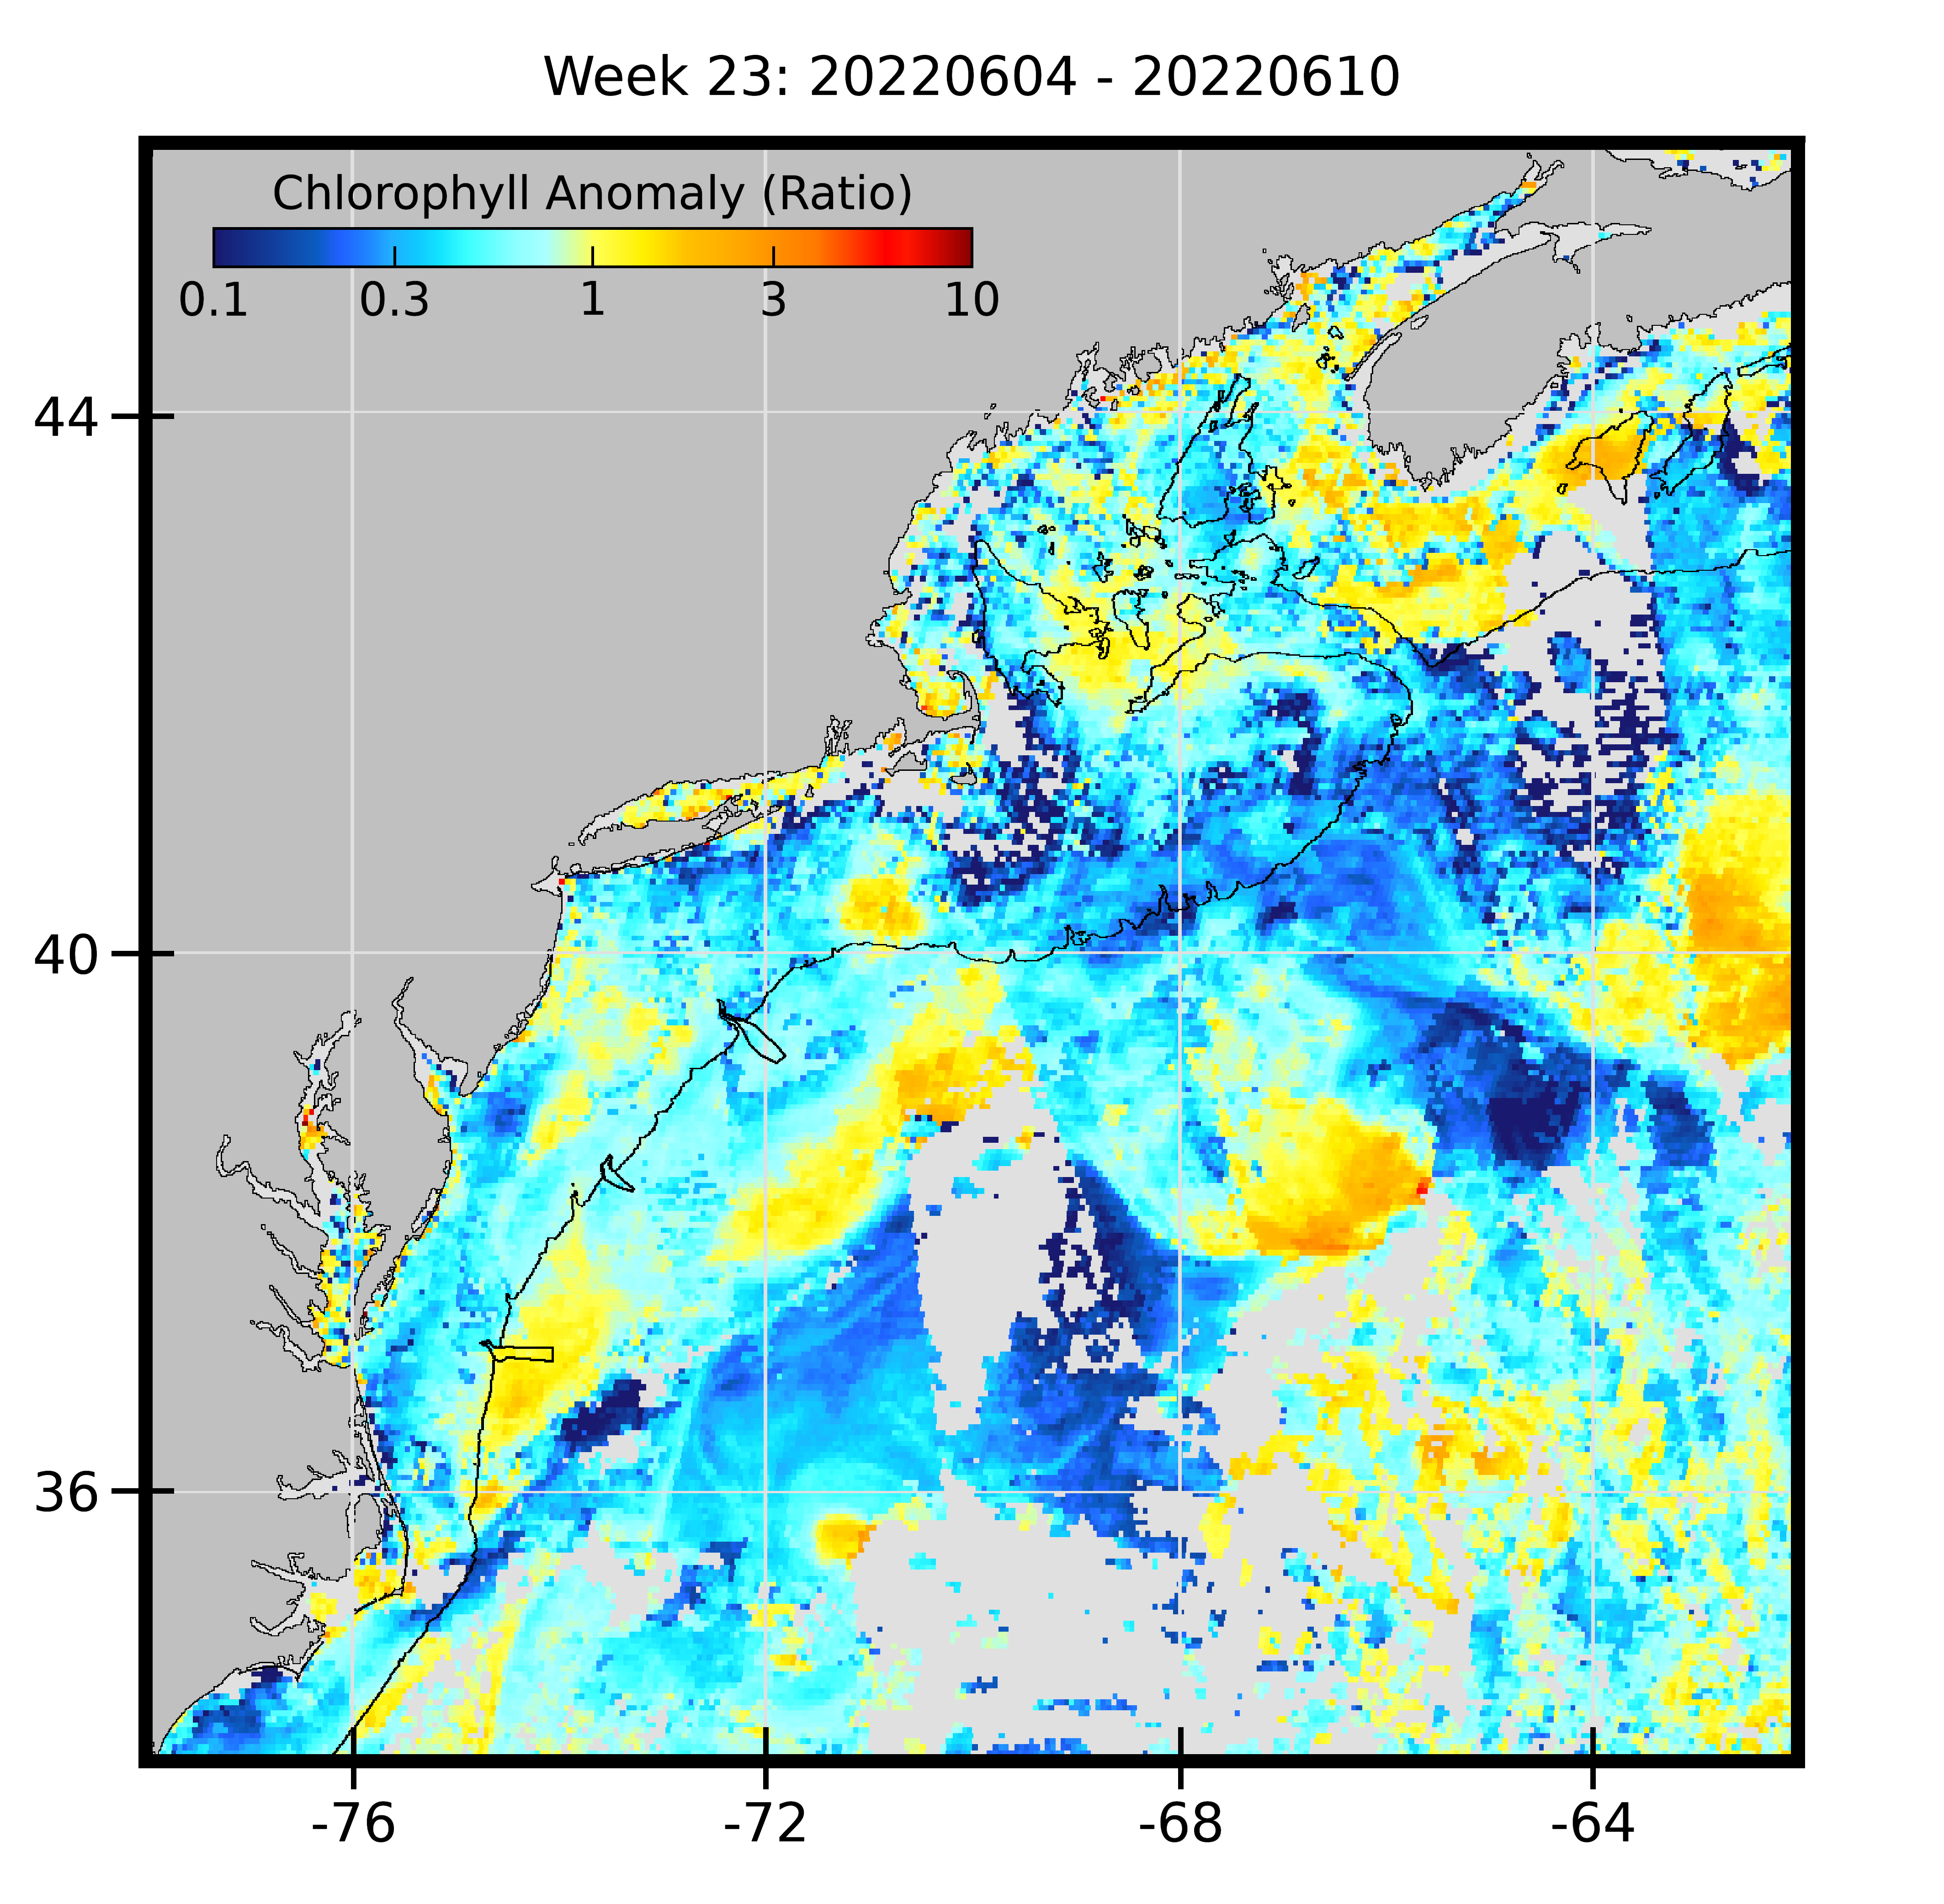 Week 23: 20220604 - 20220610
Chlorophyll Anomaly (Ratio)
0.1 0.3 1 3 10
44
40
36
-76 -72 -68 -64